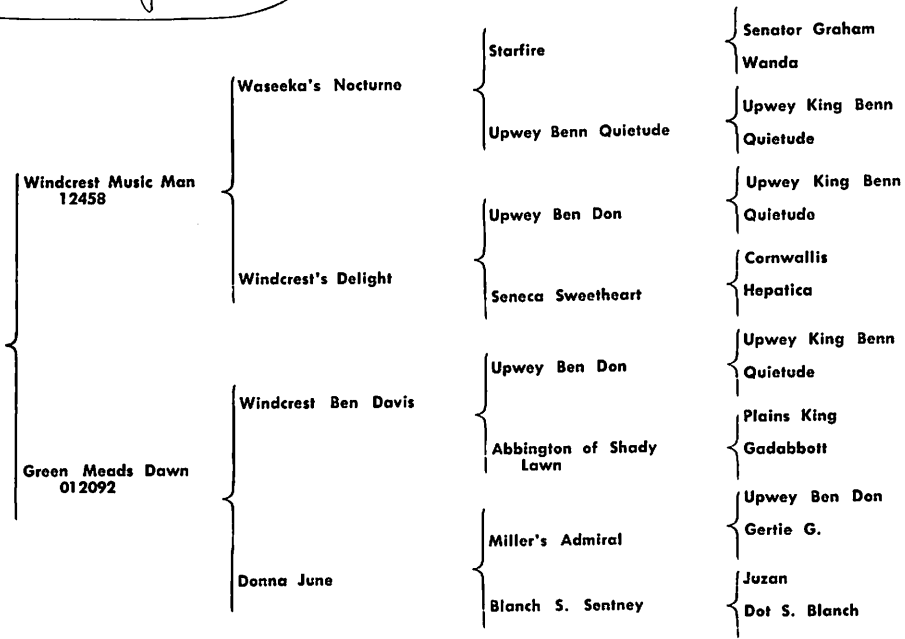 Windcrest Music Man
12458
Green Meads Dawn
012092
Waseeka's Nocturne
Windcrest's Delight
Windcrest Ben Davis
Donna June
Starfire
Upwey Benn Quietude
Upwey Ben Don
Seneca Sweetheart
Upwey Ben Don
Abbington of Shady
Lawn
Miller's Admiral
Blanch S. Sentney
Senator Graham
Wanda
Upwey King Benn
Quietude
Upwey King Benn
Quietude
Cornwallis
Hepatica
Upwey King Benn
Quietude
Plains King
Gadabbott
Upwey Ben Don
Gertie G.
Juzan
Dot S. Blanch